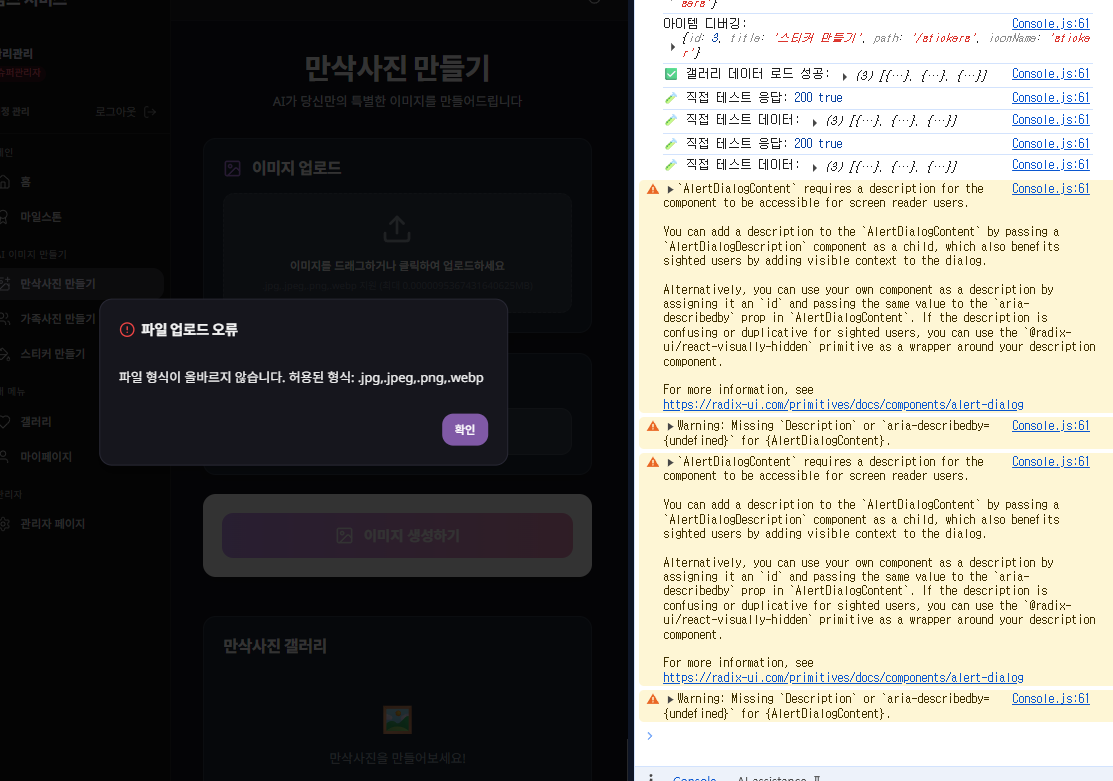 관리관리
슈퍼관리자
정 관리
로그아웃
홈
마일스톤
AI 이미지 만들기
만삭사진 만들기
가족사진 만들기
스티커 만들기
메뉴
갤러리
마이페이지
관리자 페이지
만삭사진 만들기
AI가 당신만의 특별한 이미지를 만들어드립니다
이미지 업로드
이미지를 드래그하거나 클릭하여 업로드하세요
파일 업로드 오류
파일 형식이 올바르지 않습니다. 허용된 형식: .jpg,.jpeg,.png,.webp
확인
이미지 생성하기
만삭사진 갤러리
만삭사진을 만들어보세요!
sers'}
아이템 디버깅: Console.js:61
{id: 3, title: '스티커 만들기', path: '/stickers', iconName: 'sticke
r'}
✅ 갤러리 데이터 로드 성공: ▶ (3) [{…}, {…}, {…}] Console.js:61
🧪 직접 테스트 응답: 200 true Console.js:61
🧪 직접 테스트 데이터: ▶ (3) [{…}, {…}, {…}] Console.js:61
🧪 직접 테스트 응답: 200 true Console.js:61
🧪 직접 테스트 데이터: ▶ (3) [{…}, {…}, {…}] Console.js:61
▶`AlertDialogContent` requires a description for the Console.js:61
component to be accessible for screen reader users.
You can add a description to the `AlertDialogContent` by passing a
`AlertDialogDescription` component as a child, which also benefits
sighted users by adding visible context to the dialog.
Alternatively, you can use your own component as a description by
assigning it an `id` and passing the same value to the `aria-
describedby` prop in `AlertDialogContent`. If the description is
confusing or duplicative for sighted users, you can use the `@radix-
ui/react-visually-hidden` primitive as a wrapper around your description
component.
For more information, see
https://radix-ui.com/primitives/docs/components/alert-dialog
▶Warning: Missing `Description` or `aria-describedby= Console.js:61
{undefined}` for {AlertDialogContent}.
▶`AlertDialogContent` requires a description for the Console.js:61
component to be accessible for screen reader users.
You can add a description to the `AlertDialogContent` by passing a
`AlertDialogDescription` component as a child, which also benefits
sighted users by adding visible context to the dialog.
Alternatively, you can use your own component as a description by
assigning it an `id` and passing the same value to the `aria-
describedby` prop in `AlertDialogContent`. If the description is
confusing or duplicative for sighted users, you can use the `@radix-
ui/react-visually-hidden` primitive as a wrapper around your description
component.
For more information, see
https://radix-ui.com/primitives/docs/components/alert-dialog
▶Warning: Missing `Description` or `aria-describedby= Console.js:61
{undefined}` for {AlertDialogContent}.
Console AI assistance